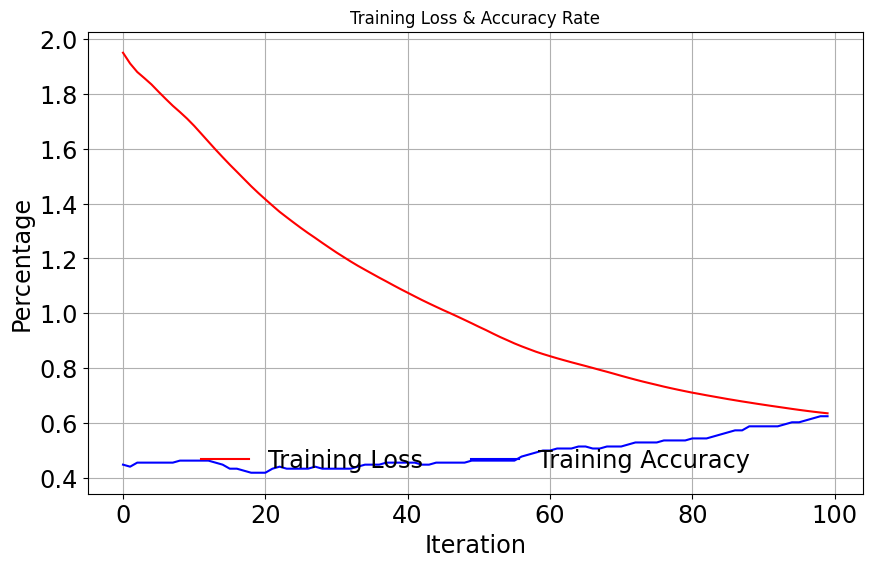 Training Loss & Accuracy Rate
2.0
1.8
1.6
1.4
1.2
1.0
0.8
0.6
0.4
Percentage
Training Loss Training Accuracy
0 20 40 60 80 100
Iteration